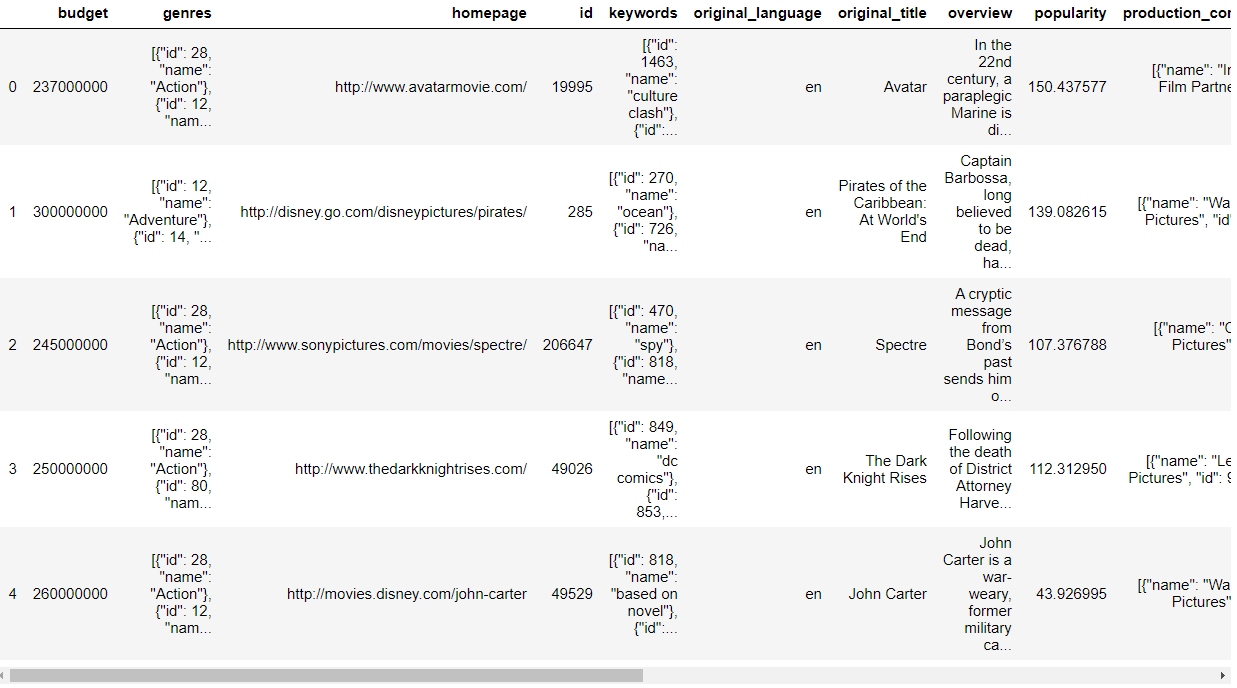 budget genres homepage id keywords original_language original_title overview popularity production_cor
0 237000000 [{"id": 28, "name": "Action"}, {"id": 12, "nam... http://www.avatarmovie.com/ 19995 [{"id": 1463, "name": "culture clash"}, {"id":... en Avatar In the 22nd century, a paraplegic Marine is di... 150.437577 [{"name": "In Film Partne
1 300000000 [{"id": 12, "name": "Adventure"}, {"id": 14, "... http://disney.go.com/disneypictures/pirates/ 285 [{"id": 270, "name": "ocean"}, {"id": 726, "na... en Pirates of the Caribbean: At World's End Captain Barbossa, long believed to be dead, ha... 139.082615 [{"name": "Wa Pictures", "id"
2 245000000 [{"id": 28, "name": "Action"}, {"id": 12, "nam... http://www.sonypictures.com/movies/spectre/ 206647 [{"id": 470, "name": "spy"}, {"id": 818, "name... en Spectre A cryptic message from Bond’s past sends him o... 107.376788 [{"name": "C Pictures"
3 250000000 [{"id": 28, "name": "Action"}, {"id": 80, "nam... http://www.thedarkknightrises.com/ 49026 [{"id": 849, "name": "dc comics"}, {"id": 853,... en The Dark Knight Rises Following the death of District Attorney Harve... 112.312950 [{"name": "Le Pictures", "id": 9
4 260000000 [{"id": 28, "name": "Action"}, {"id": 12, "nam... http://movies.disney.com/john-carter 49529 [{"id": 818, "name": "based on novel"}, {"id":... en John Carter John Carter is a war-weary, former military ca... 43.926995 [{"name": "Wa Pictures"